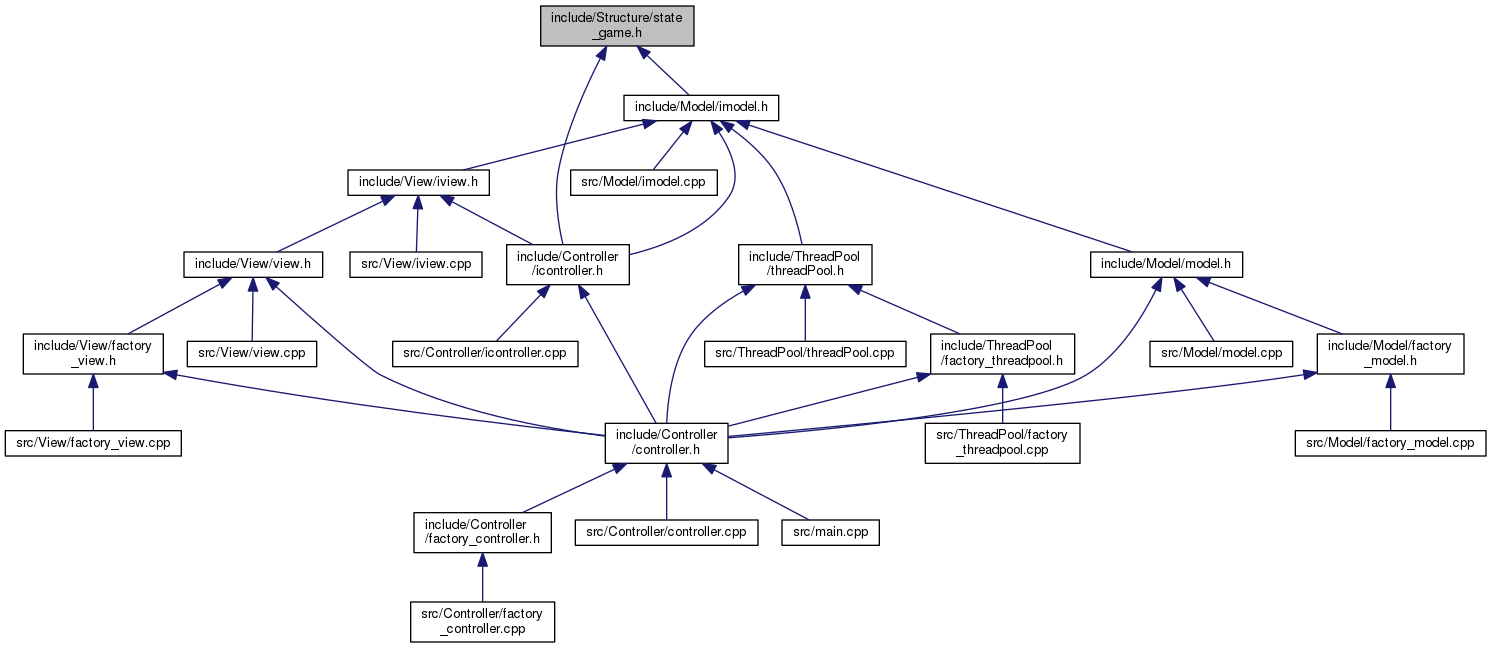 include/Structure/state
_game.h
include/Model/imodel.h
include/View/iview.h
src/Model/imodel.cpp
include/View/view.h
src/View/iview.cpp
include/Controller
/icontroller.h
include/ThreadPool
/threadPool.h
include/Model/model.h
include/View/factory
_view.h
src/View/view.cpp
src/Controller/icontroller.cpp
src/ThreadPool/threadPool.cpp
include/ThreadPool
/factory_threadpool.h
src/Model/model.cpp
include/Model/factory
_model.h
src/View/factory_view.cpp
include/Controller
/controller.h
src/ThreadPool/factory
_threadpool.cpp
src/Model/factory_model.cpp
include/Controller
/factory_controller.h
src/Controller/controller.cpp
src/main.cpp
src/Controller/factory
_controller.cpp